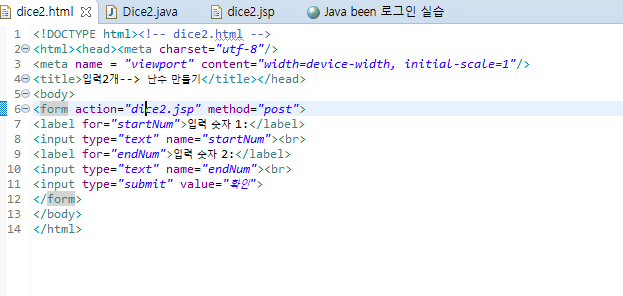 dice2.html Dice2.java dice2.jsp Java been 로그인 실습
1 <!DOCTYPE html><!-- dice2.html -->
2 <html><head><meta charset="utf-8"/>
3 <meta name = "viewport" content="width=device-width, initial-scale=1"/>
4 <title>입력2개--> 난수 만들기</title></head>
5 <body>
6 <form action="dice2.jsp" method="post">
7 <label for="startNum">입력 숫자 1:</label>
8 <input type="text" name="startNum"><br>
9 <label for="endNum">입력 숫자 2:</label>
10 <input type="text" name="endNum"><br>
11 <input type="submit" value="확인">
12 </form>
13 </body>
14 </html>